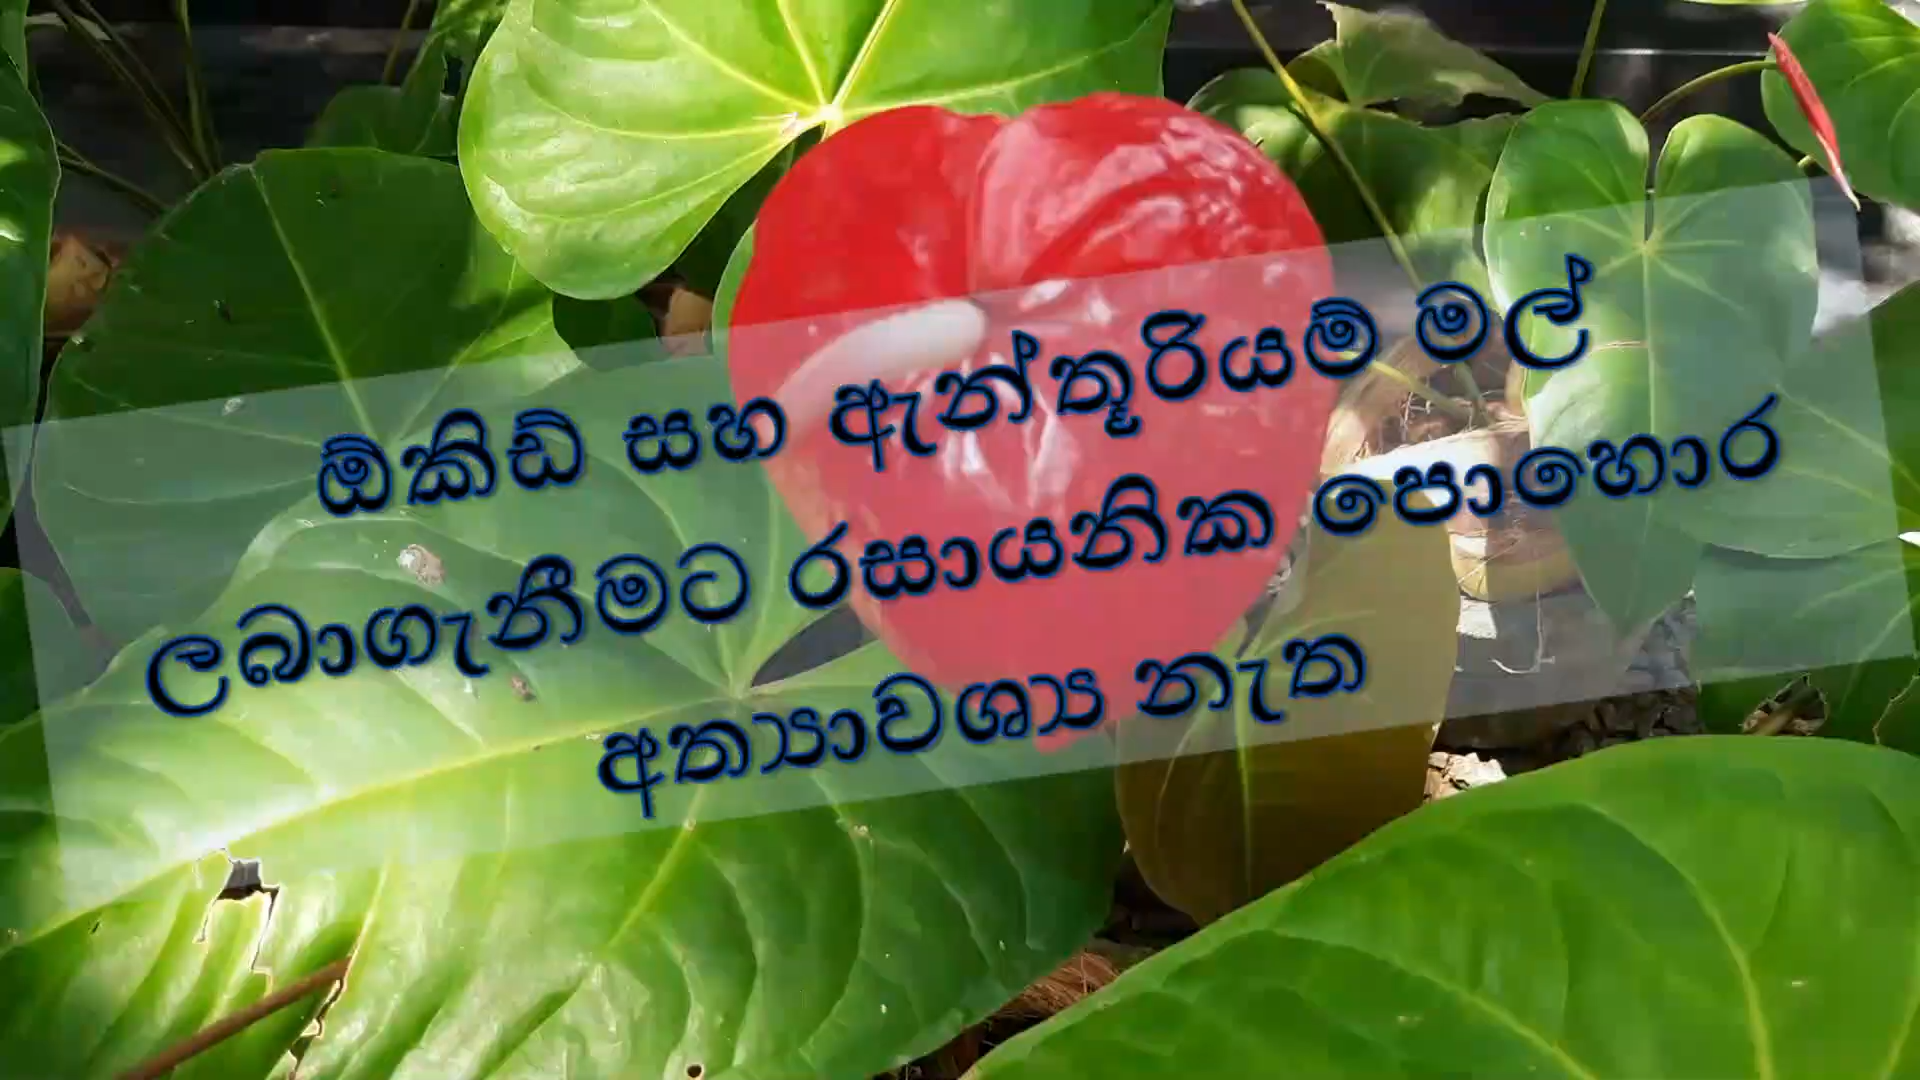 ඕකිඩ් සහ ඇන්තූරියම් මල්
ලබාගැනීමට රසායනික පොහොර
අත්‍යාවශ්‍ය නැත